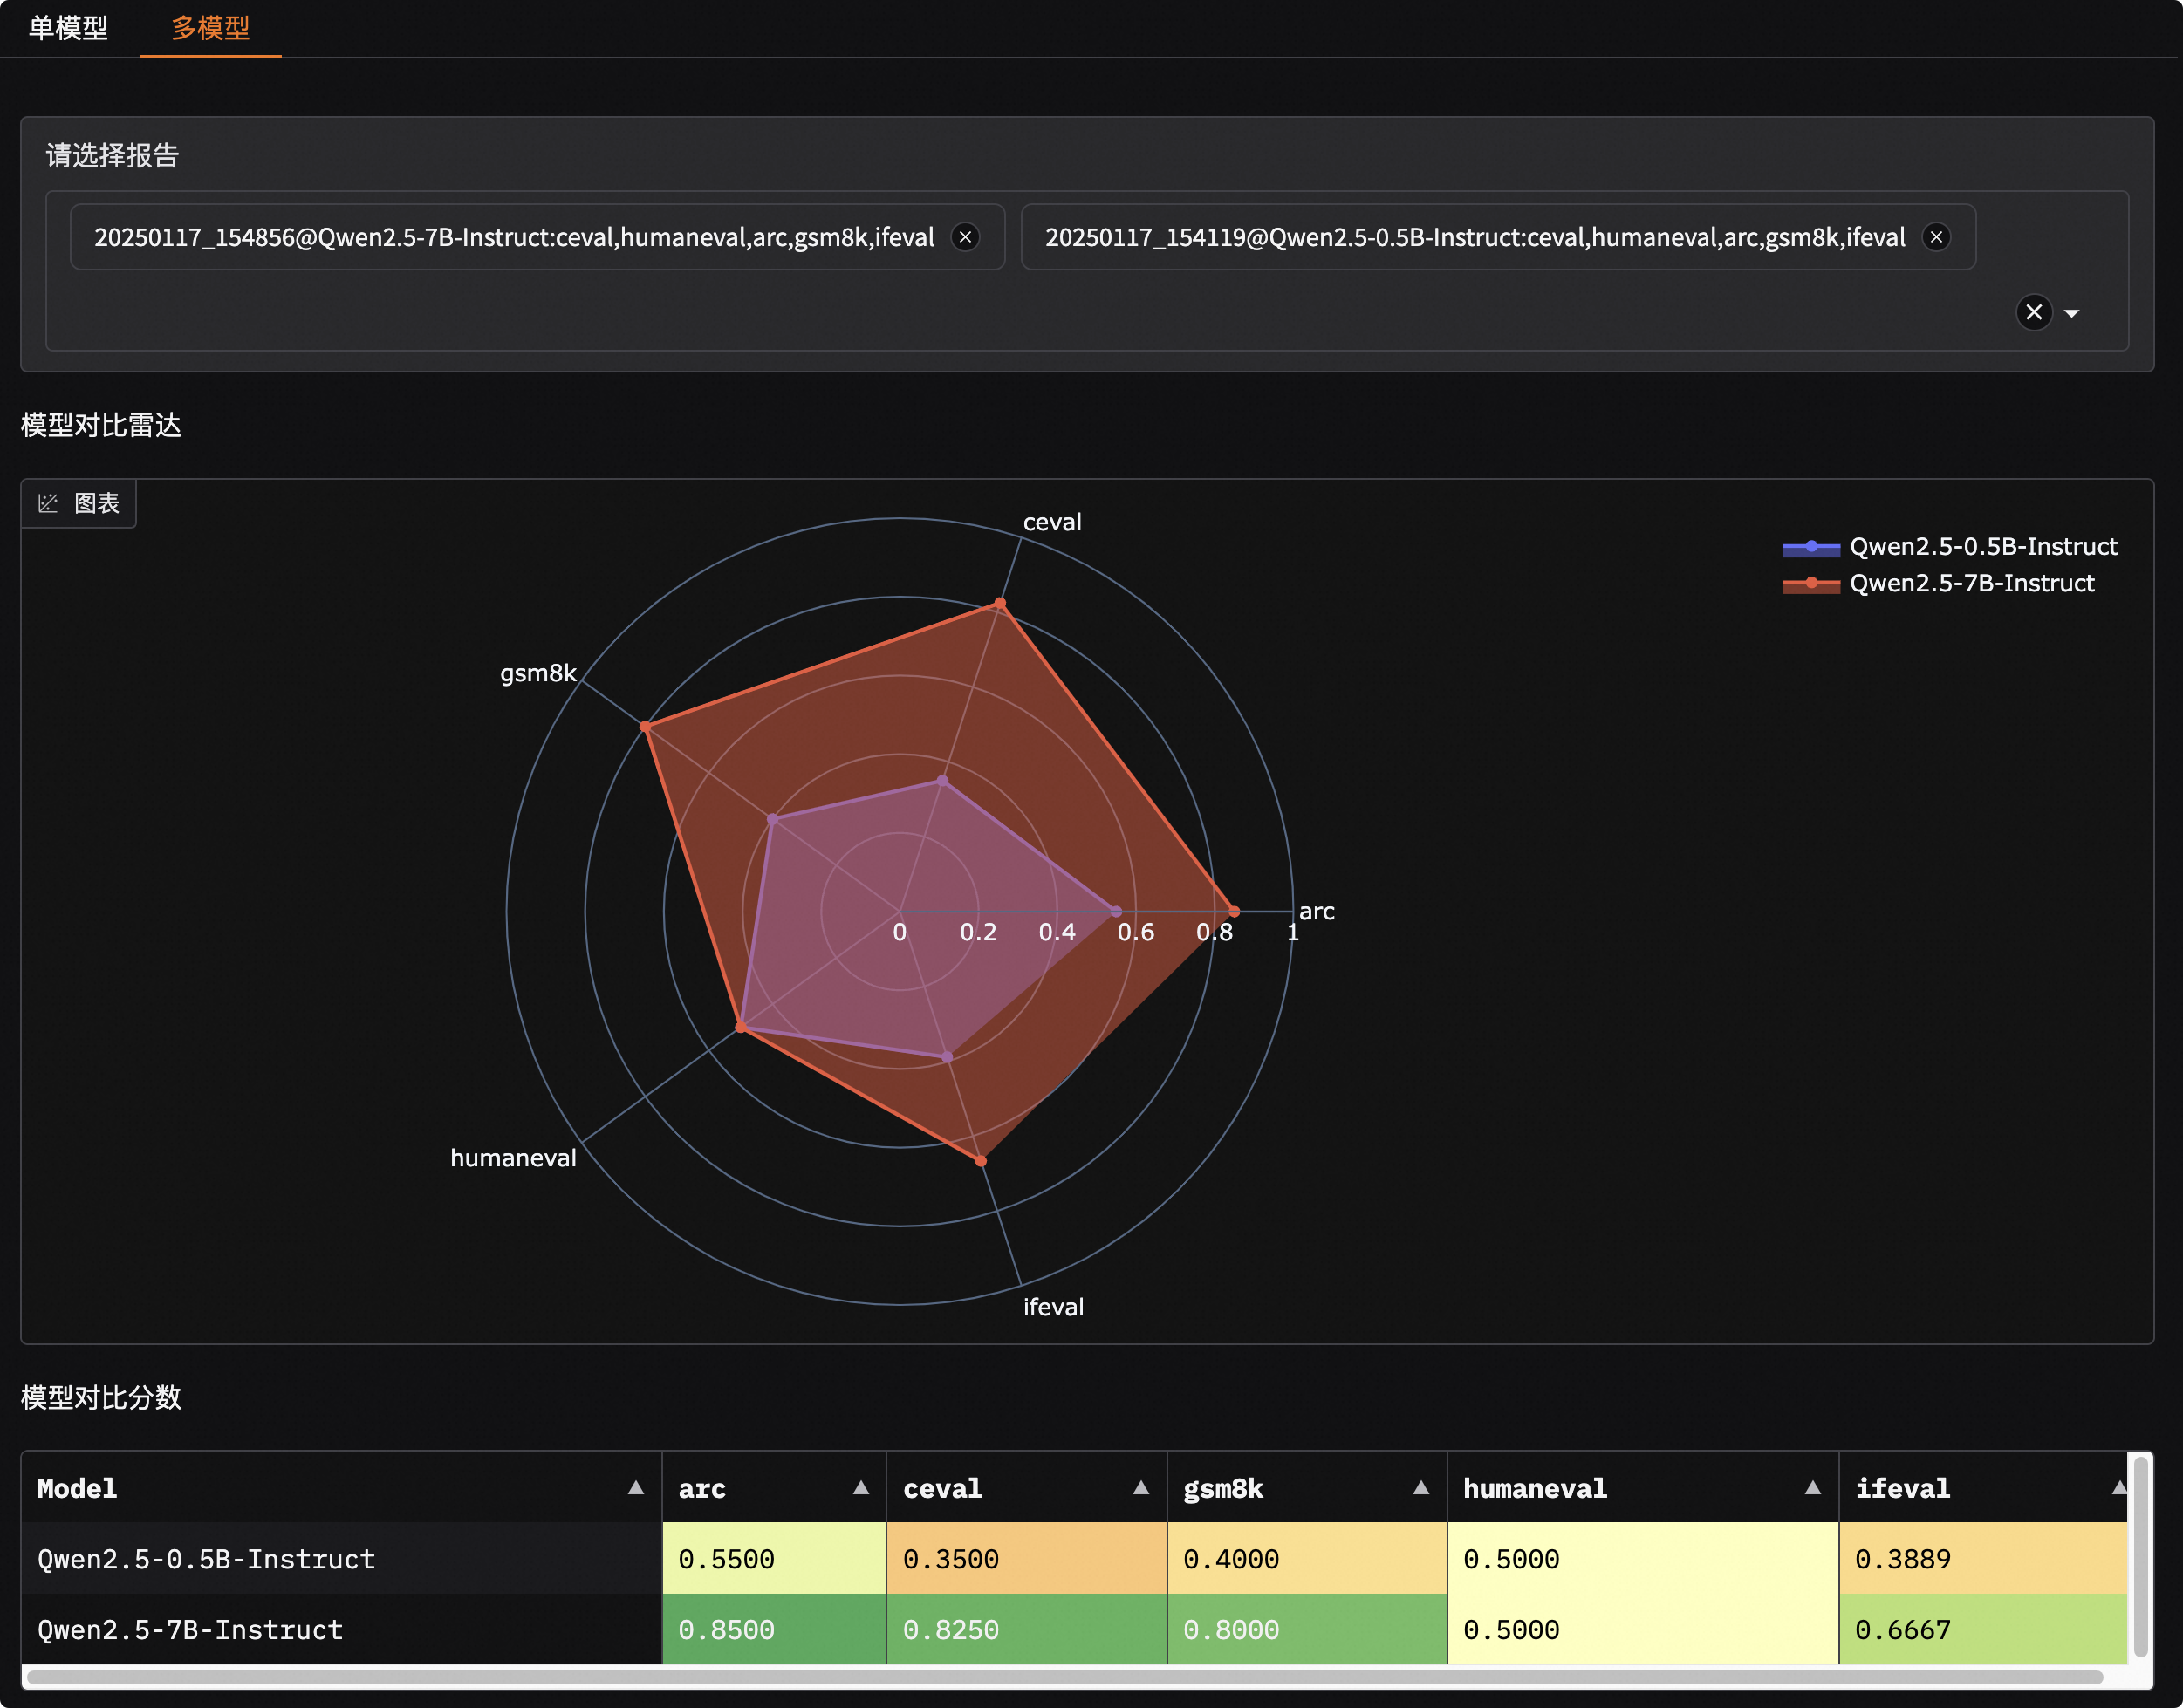 单模型 多模型
请选择报告
20250117_154856@Qwen2.5-7B-Instruct:ceval,humaneval,arc,gsm8k,ifeval 20250117_154119@Qwen2.5-0.5B-Instruct:ceval,humaneval,arc,gsm8k,ifeval
模型对比雷达
图表
ceval
Qwen2.5-0.5B-Instruct
Qwen2.5-7B-Instruct
gsm8k
arc
0 0.2 0.4 0.6 0.8 1
humaneval
ifeval
模型对比分数
Model arc ceval gsm8k humaneval ifeval
Qwen2.5-0.5B-Instruct 0.5500 0.3500 0.4000 0.5000 0.3889
Qwen2.5-7B-Instruct 0.8500 0.8250 0.8000 0.5000 0.6667